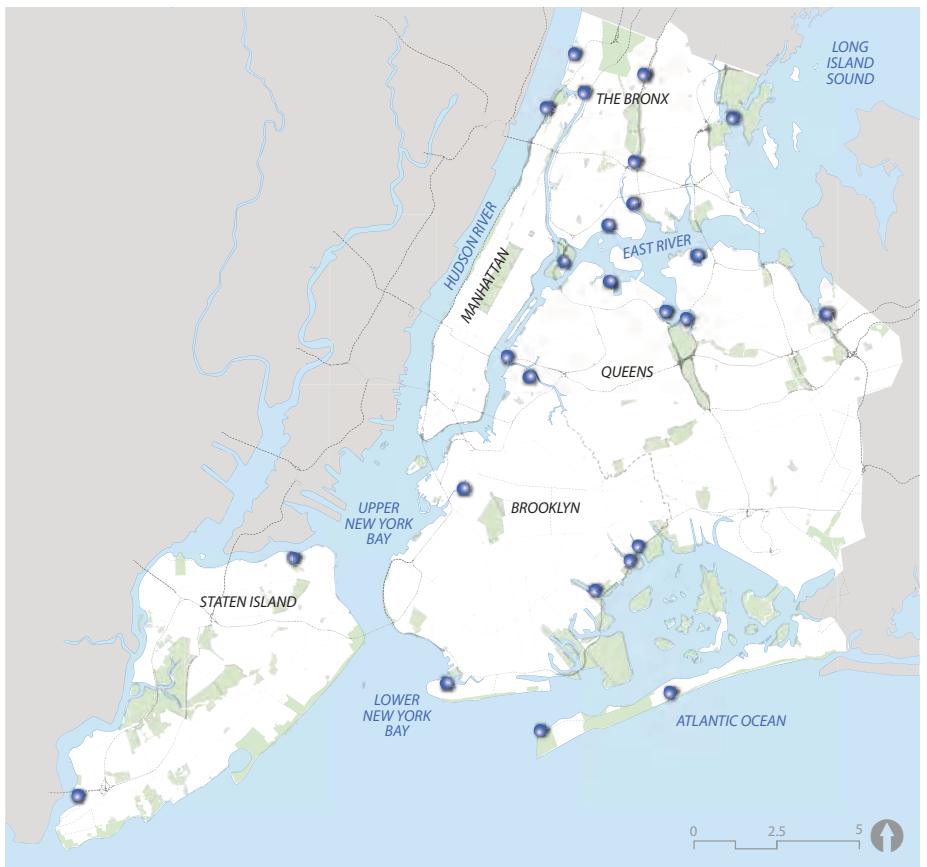 LONG
ISLAND
SOUND
THE BRONX
HUDSON RIVER
EAST RIVER
MANHATTAN
QUEENS
BROOKLYN
UPPER
NEW YORK
BAY
STATEN ISLAND
LOWER
NEW YORK
BAY
ATLANTIC OCEAN
0 2.5 5